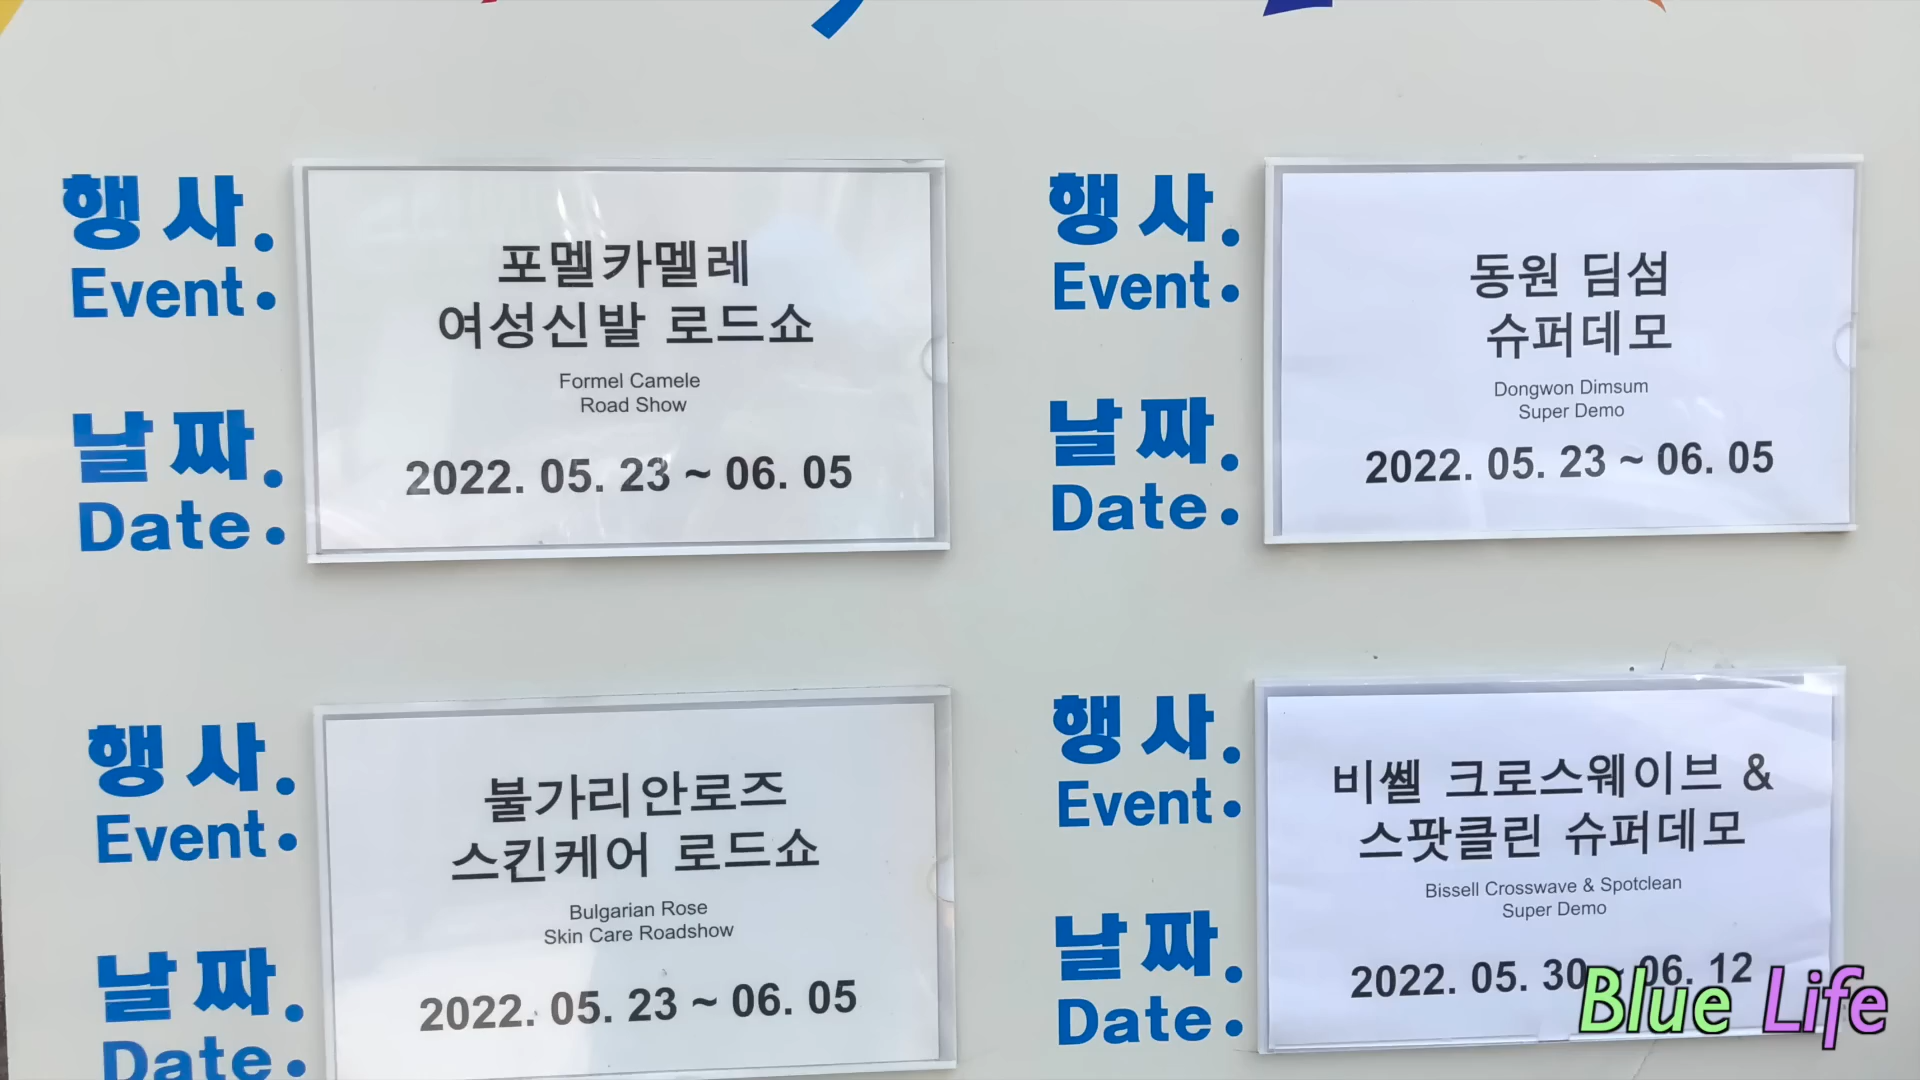 행사.
Event.
포멜카멜레
여성신발 로드쇼
Formel Camele
Road Show
날짜.
Date.
2022. 05. 23 ~ 06. 05
행사.
Event.
동원 딤섬
슈퍼데모
Dongwon Dimsum
Super Demo
날짜.
Date.
2022. 05. 23 ~ 06. 05
행사.
Event.
불가리안로즈
스킨케어 로드쇼
Bulgarian Rose
Skin Care Roadshow
날짜.
Date.
2022. 05. 23 ~ 06. 05
행사.
Event.
비쎌 크로스웨이브 &
스팟클린 슈퍼데모
Bissell Crosswave & Spotclean
Super Demo
날짜.
Date.
2022. 05. 30 ~ 06. 12
Blue Life